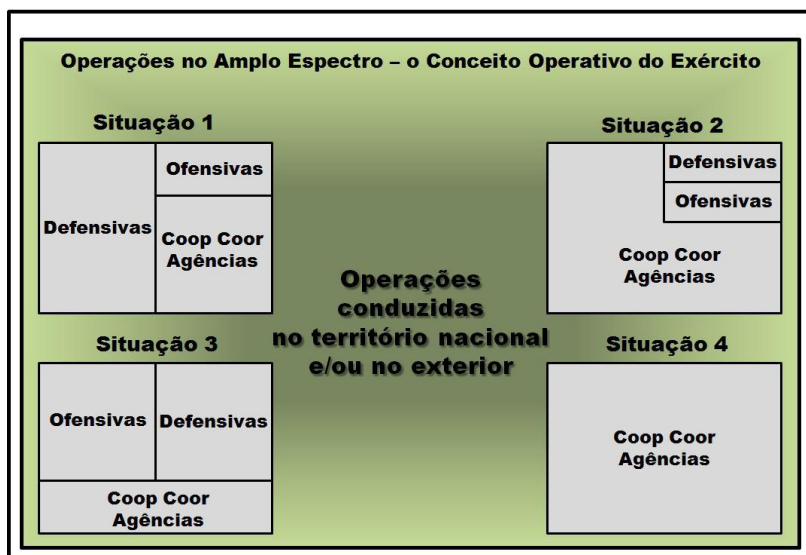 Operações no Amplo Espectro – o Conceito Operativo do Exército
Situação 1
Defensivas
Ofensivas
Coop Coor
Agências
Situação 2
Defensivas
Ofensivas
Coop Coor
Agências
Operações
conduzidas
no território nacional
e/ou no exterior
Situação 3
Ofensivas
Defensivas
Coop Coor
Agências
Situação 4
Coop Coor
Agências